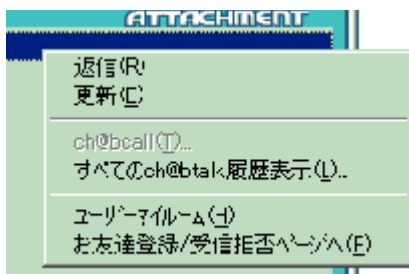 ATTACHMENT
返信(R)
更新(E)
ch@bcall(T)...
すべてのch@btalk履歴表示(L)..
ユーザーマイルーム(H)
お友達登録/受信拒否ページへ(F)